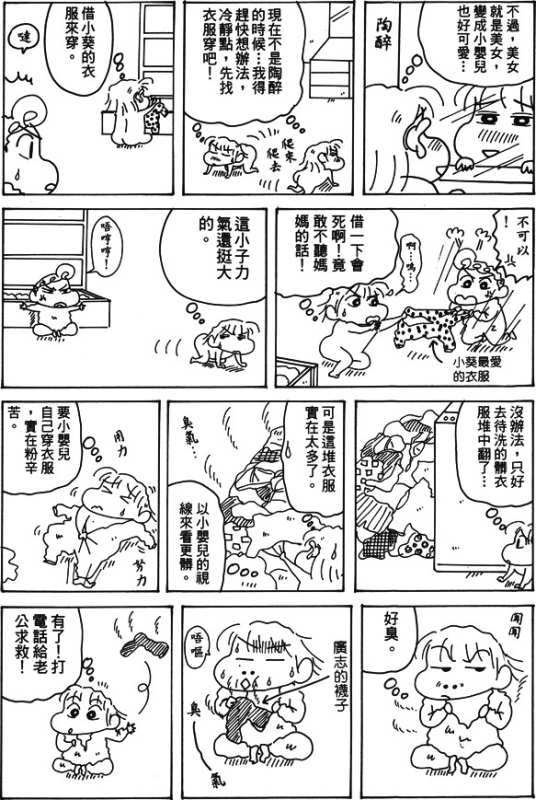 不過，美女
就是美女，
變成小嬰兒
也好可愛…
陶醉
現在不是陶醉
的時候…我得
趕快想辦法，
冷靜點，先找
衣服穿吧！
爬來
爬去
借小葵的衣
服來穿。
噠
不可以
！
小葵最愛
的衣服
啊…嗚…
借一下會
死啊！竟
敢不聽媽
媽的話！
這小子力
氣還挺大
的。
唔哼哼！
沒辦法，只好
去待洗的髒衣
服堆中翻了…
可是這堆衣服
實在太多了。
臭氣…
以小嬰兒的視
線來看更髒。
用力
努力
要小嬰兒
自己穿衣服
，實在粉辛
苦。
聞聞
好臭。
廣志的襪子
唔嘔
臭
氣
有了！打
電話給老
公求救！